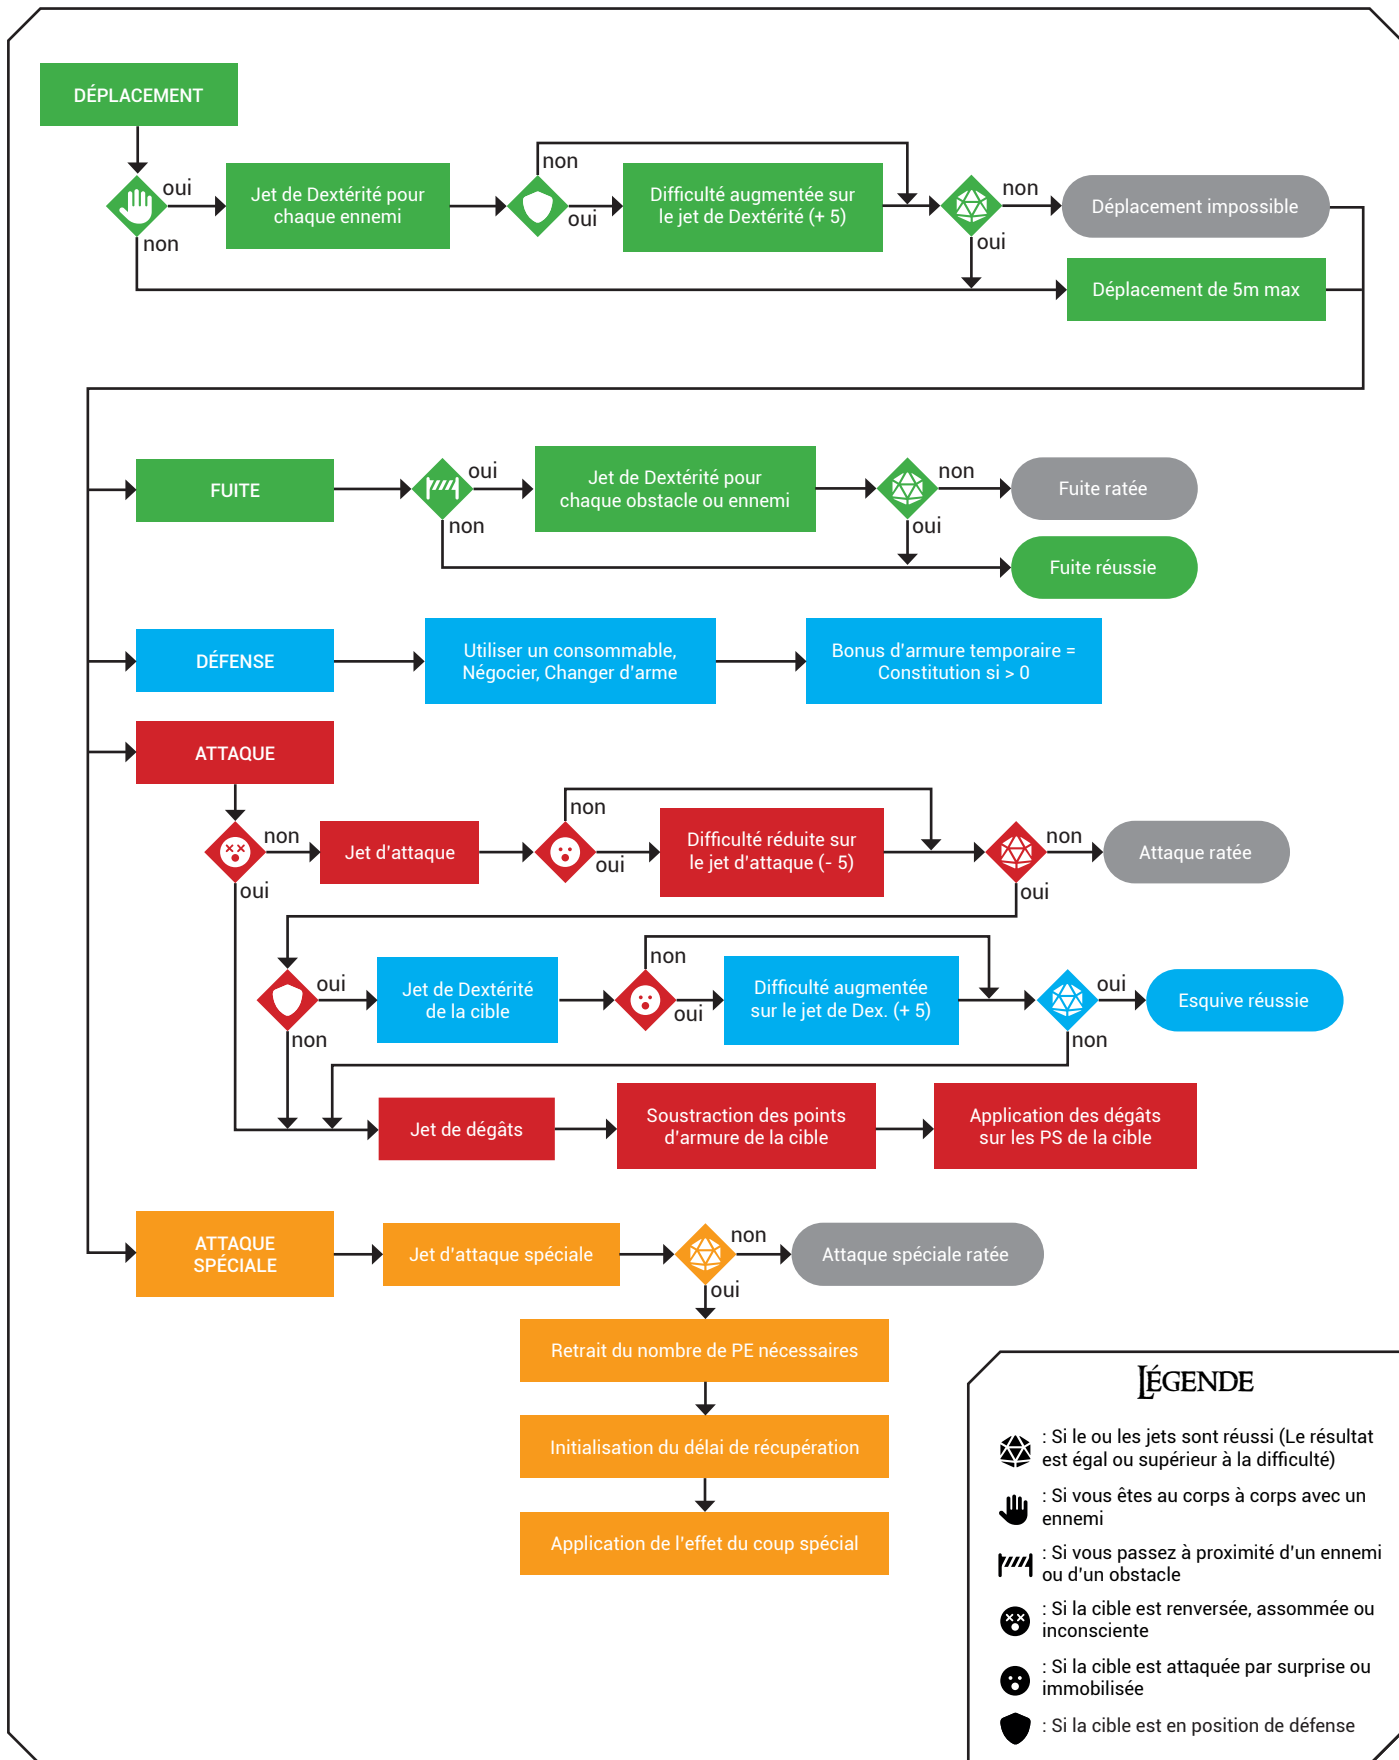 DÉPLACEMENT
oui
non
Jet de Dextérité pour
chaque ennemi
non
oui
Difficulté augmentée sur
le jet de Dextérité (+ 5)
non
oui
Déplacement impossible
Déplacement de 5m max
FUITE
oui
non
Jet de Dextérité pour
chaque obstacle ou ennemi
non
oui
Fuite ratée
Fuite réussie
DÉFENSE
Utiliser un consommable,
Négocier, Changer d'arme
Bonus d'armure temporaire =
Constitution si > 0
ATTAQUE
non
oui
Jet d'attaque
non
oui
Difficulté réduite sur
le jet d'attaque (- 5)
non
oui
Attaque ratée
oui
non
Jet de Dextérité
de la cible
non
oui
Difficulté augmentée
sur le jet de Dex. (+ 5)
oui
non
Esquive réussie
Jet de dégâts
Soustraction des points
d'armure de la cible
Application des dégâts
sur les PS de la cible
ATTAQUE
SPÉCIALE
Jet d'attaque spéciale
non
oui
Attaque spéciale ratée
Retrait du nombre de PE nécessaires
Initialisation du délai de récupération
Application de l'effet du coup spécial
LÉGENDE
: Si le ou les jets sont réussi (Le résultat
est égal ou supérieur à la difficulté)
: Si vous êtes au corps à corps avec un
ennemi
: Si vous passez à proximité d'un ennemi
ou d'un obstacle
: Si la cible est renversée, assommée ou
inconsciente
: Si la cible est attaquée par surprise ou
immobilisée
: Si la cible est en position de défense